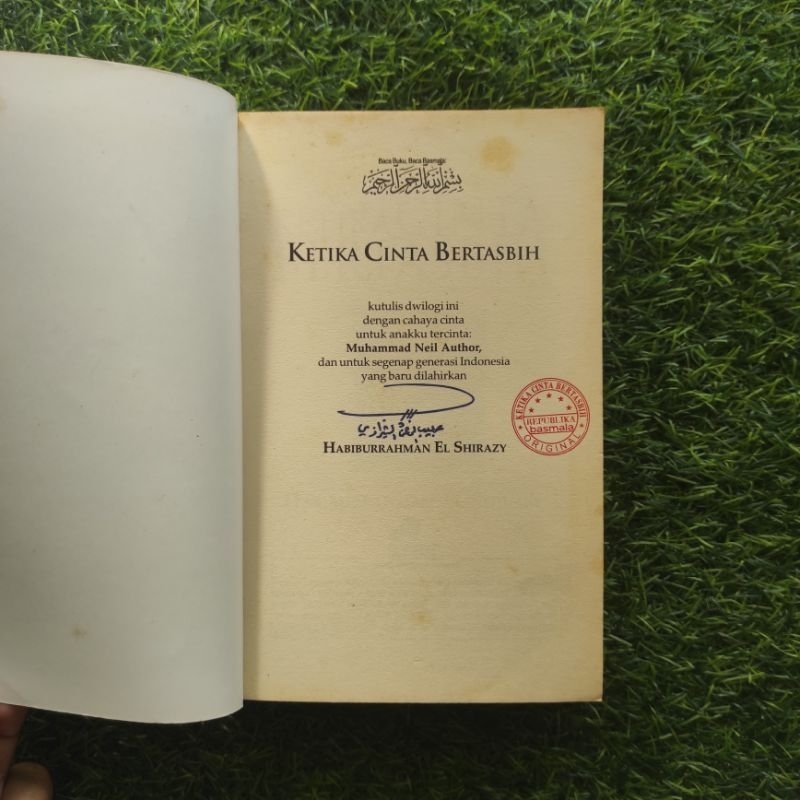 Baca Buku, Baca Basmala:
بسم الله الرحمن الرحيم
KETIKA CINTA BERTASBIH
kutulis dwilogi ini
dengan cahaya cinta
untuk anakku tercinta:
Muhammad Neil Author,
dan untuk segenap generasi Indonesia
yang baru dilahirkan
HABIBURRAHMAN EL SHIRAZY
KETIKA CINTA BERTASBIH
REPUBLIKA
basmala
ORIGINAL